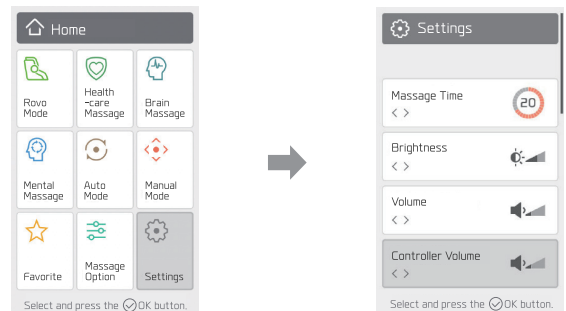 Home
Rovo
Mode
Health
-care
Massage
Brain
Massage
Mental
Massage
Auto
Mode
Manual
Mode
Favorite
Massage
Option
Settings
Select and press the OK button.
Settings
Massage Time
< >
20
Brightness
< >
Volume
< >
Controller Volume
< >
Select and press the OK button.